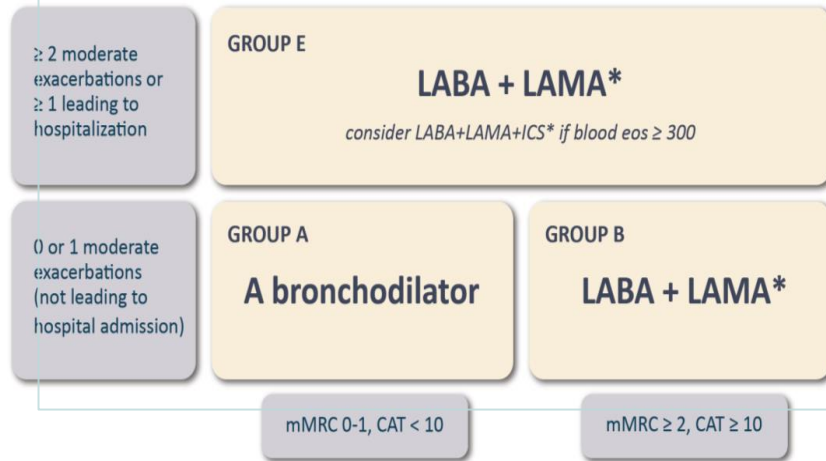 ≥ 2 moderate
exacerbations or
≥ 1 leading to
hospitalization
GROUP E
LABA + LAMA*
consider LABA+LAMA+ICS* if blood eos ≥ 300
0 or 1 moderate
exacerbations
(not leading to
hospital admission)
GROUP A
A bronchodilator
GROUP B
LABA + LAMA*
mMRC 0-1, CAT < 10
mMRC ≥ 2, CAT ≥ 10